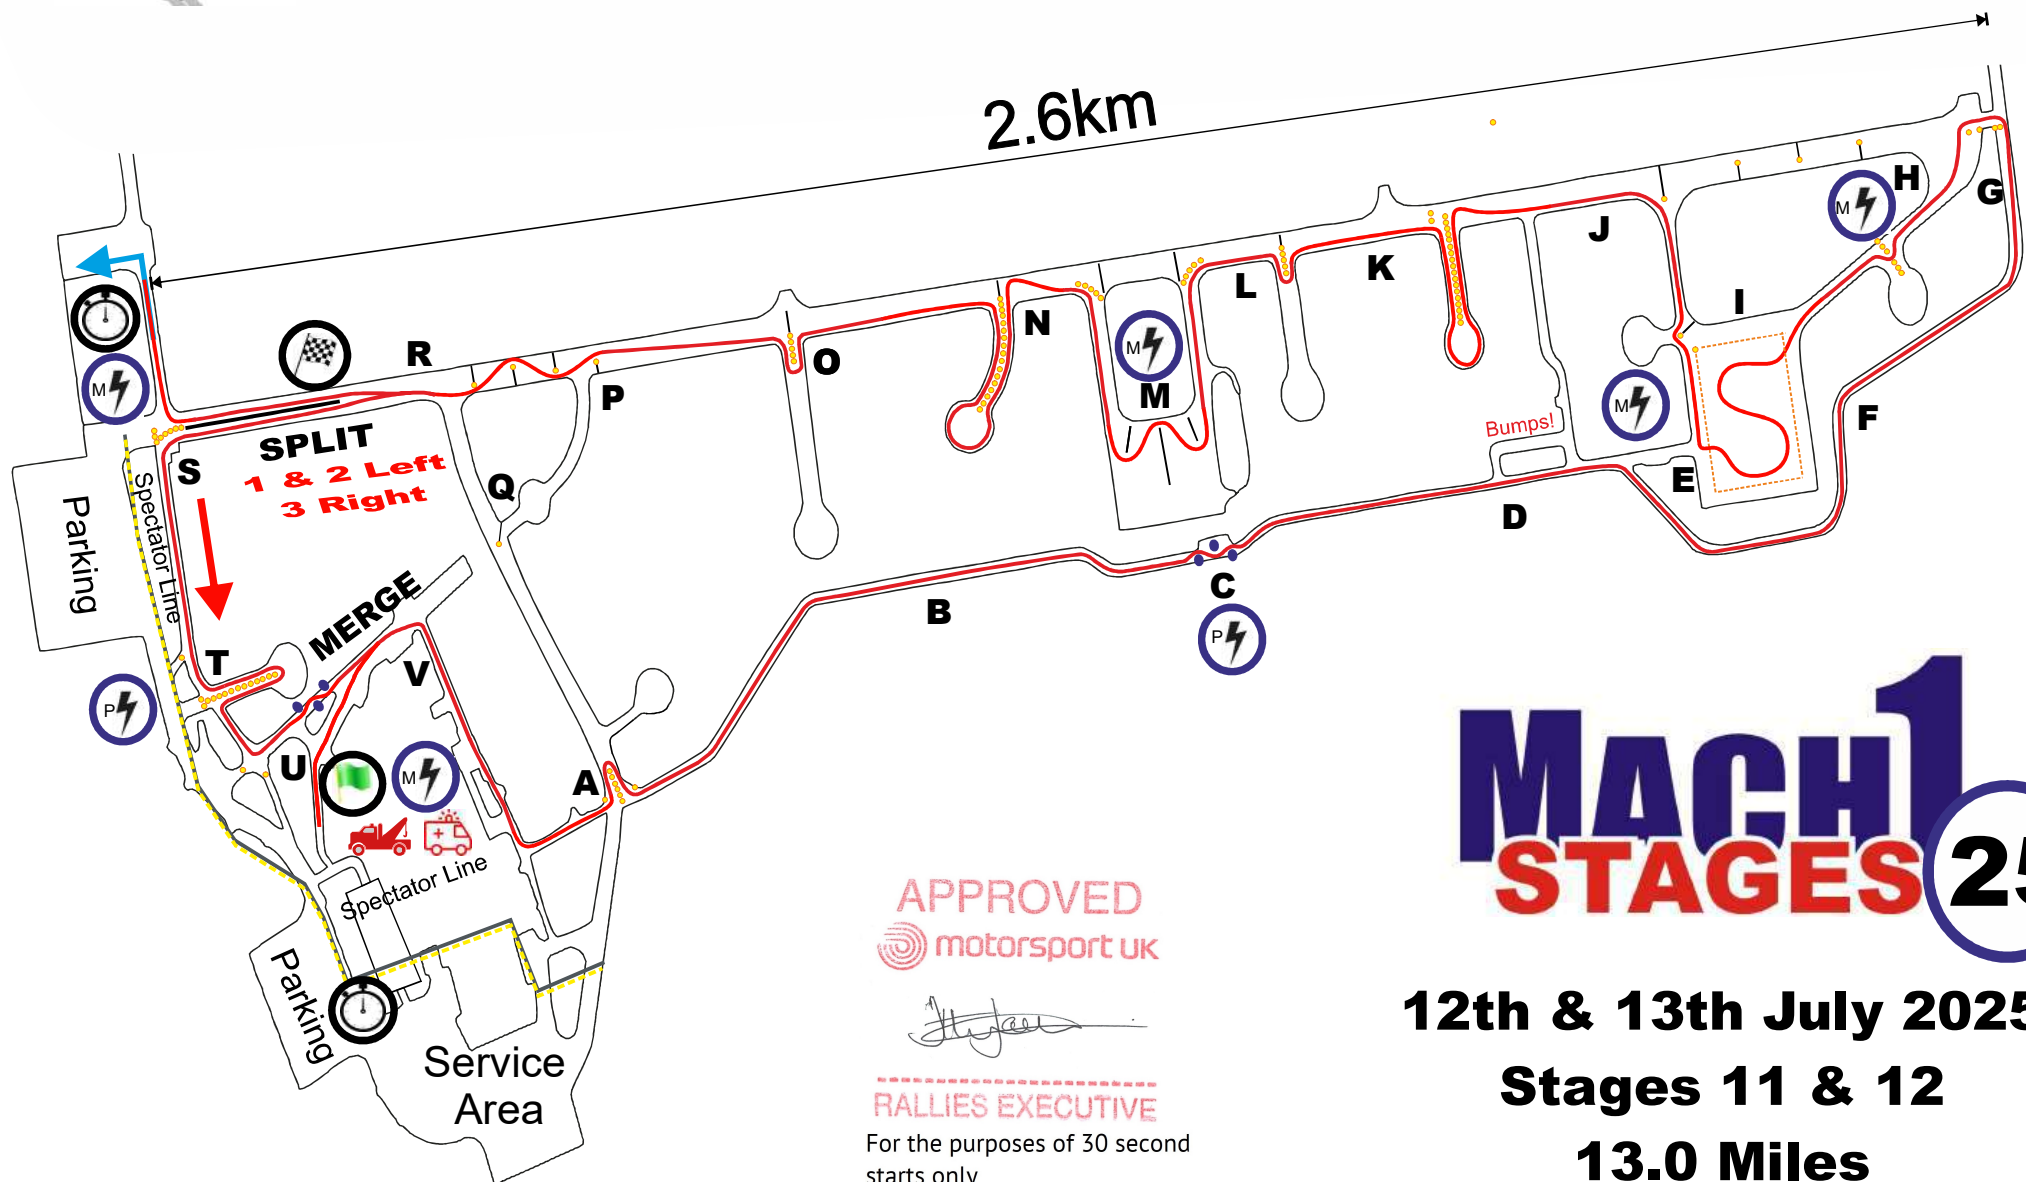 2.6km
H
G
J
K
L
I
N
M
M
M
M
O
R
P
M
F
SPLIT
1 & 2 Left
3 Right
S
Q
Bumps!
E
D
Parking
Spectator Line
C
B
P
MERGE
T
V
P
U
M
A
Spectator Line
Parking
Service
Area
APPROVED
motorsport UK
RALLIES EXECUTIVE
For the purposes of 30 second
starts only
MACH 1
STAGES
25
12th & 13th July 2025
Stages 11 & 12
13.0 Miles